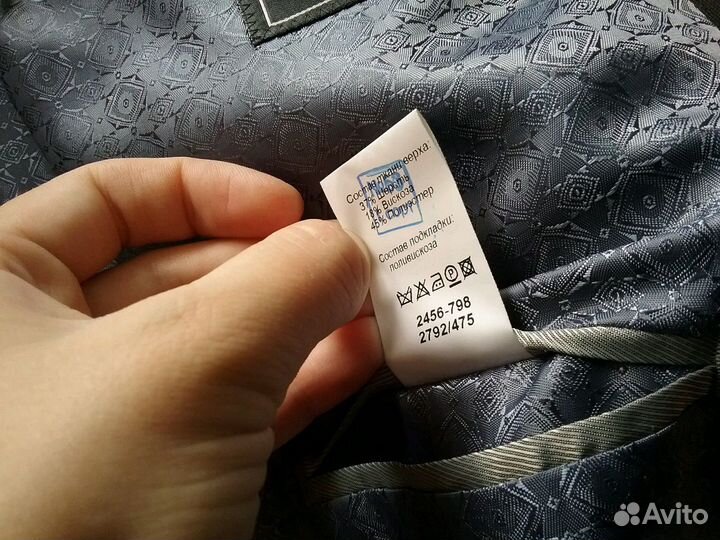 Состав ткани верха:
37% Шерсть
18% Вискоза
45% Полиэстер
Состав подкладки:
поливискоза
2456-798
2792/475
Avito